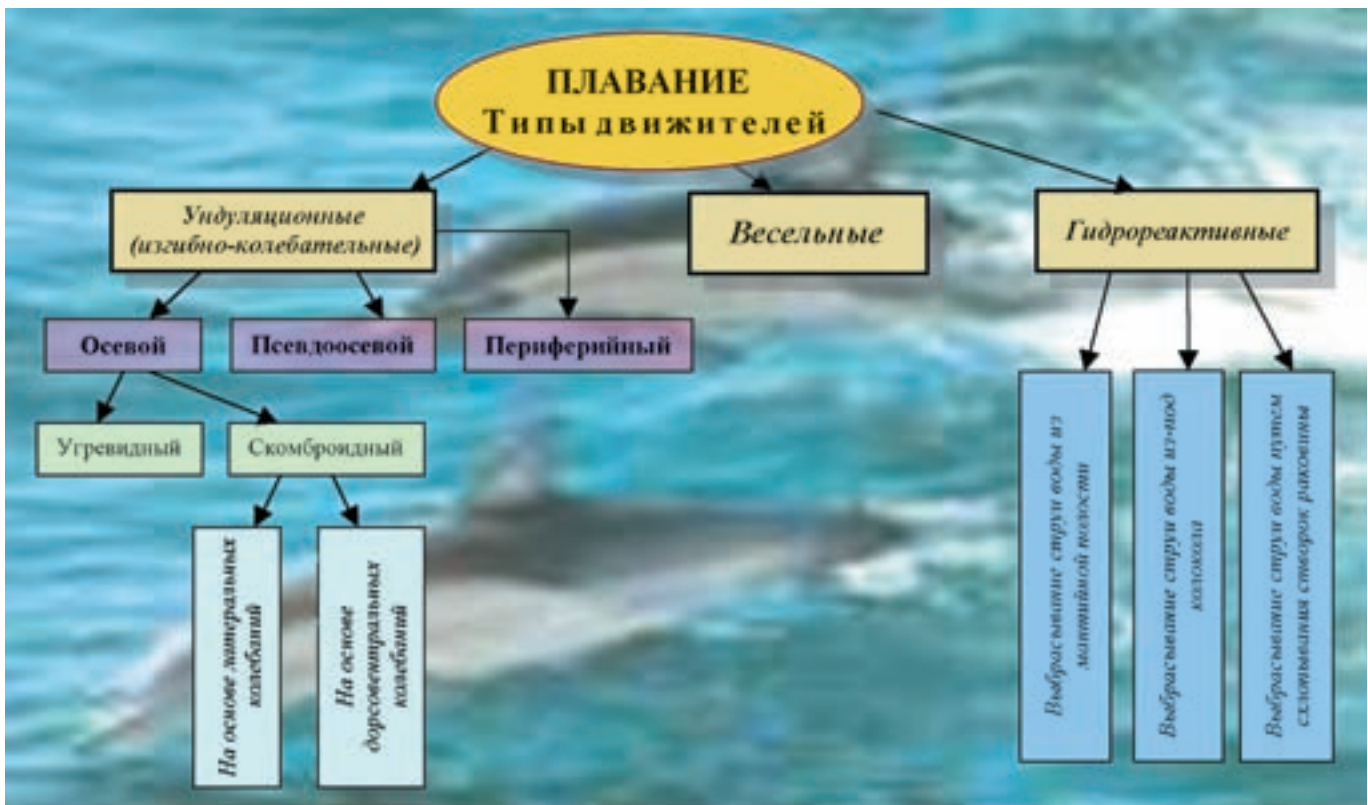 ПЛАВАНИЕ
Типы движителей
Ундуляционные
(изгибно-колебательные)
Весельные
Гидрореактивные
Осевой
Псевдоосевой
Периферийный
Угревидный
Скомброидный
На основе латеральных
колебаний
На основе
дорсовентральных
колебаний
Выбрасывание струи воды из
мантийной полости
Выбрасывание струи воды из-под
колокола
Выбрасывание струи воды путем
схлопывания створок раковины